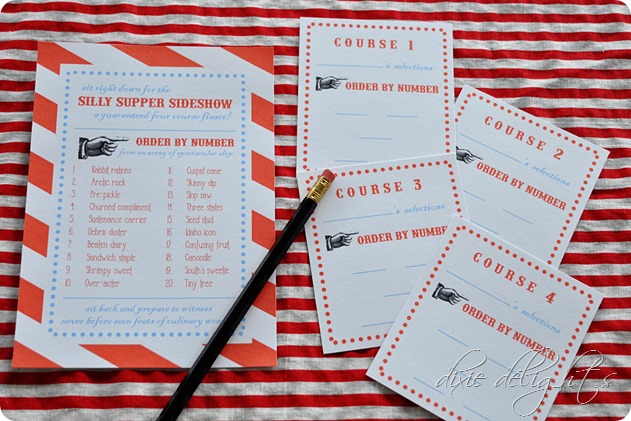 sit right down for the
SILLY SUPPER SIDESHOW
a guaranteed four course fiasco!
ORDER BY NUMBER
from an array of spectacular slop
1. Rabbit rations
2. Arctic rock
3. Pre-pickle
4. Churned compliment
5. Sustenance carrier
6. Debra duster
7. Beaten dairy
8. Sandwich staple
9. Shrimpy sweet
10. Over-acter
11. Cupid cane
12. Skinny dip
13. Slop saw
14. Three states
15. Seed stud
16. Idaho icon
17. Confusing fruit
18. Canoodle
19. South's sweetie
20. Tiny tree
sit back and prepare to witness
never before seen feats of culinary
COURSE 1
's selections
ORDER BY NUMBER
COURSE 2
ORDER BY NUMBER
COURSE 3
's selections
ORDER BY NUMBER
COURSE 4
's selections
ORDER BY NUMBER
dixie delights